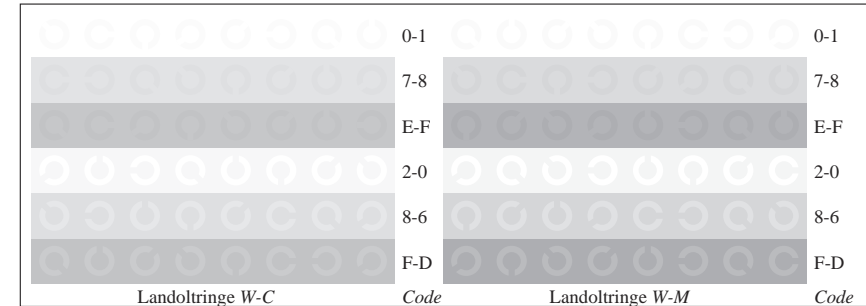 0-1 0-1
7-8 7-8
E-F E-F
2-0 2-0
8-6 8-6
F-D F-D
Landoltringe W-C Code Landoltringe W-M Code